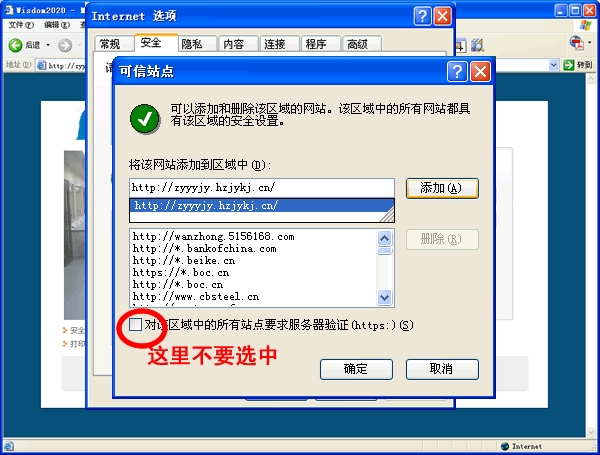 Wisdom2020 -
Internet 选项
文件(F)
编辑(E)
后退
地址(D)
http://zyy
转到
常规
安全
隐私
内容
连接
程序
高级
可信站点
可以添加和删除该区域的网站。该区域中的所有网站都具
有该区域的安全设置。
将该网站添加到区域中(D):
http://zyyyjy.hzjykj.cn/
添加(A)
http://zyyyjy.hzjykj.cn/
http://wanzhong.5156168.com
http://*.bankofchina.com
http://*.beike.cn
https://*.boc.cn
http://*.boc.cn
http://www.cbsteel.cn
删除(R)
对该区域中的所有站点要求服务器验证(https:)(S)
这里不要选中
安全
打印
确定
取消
Internet